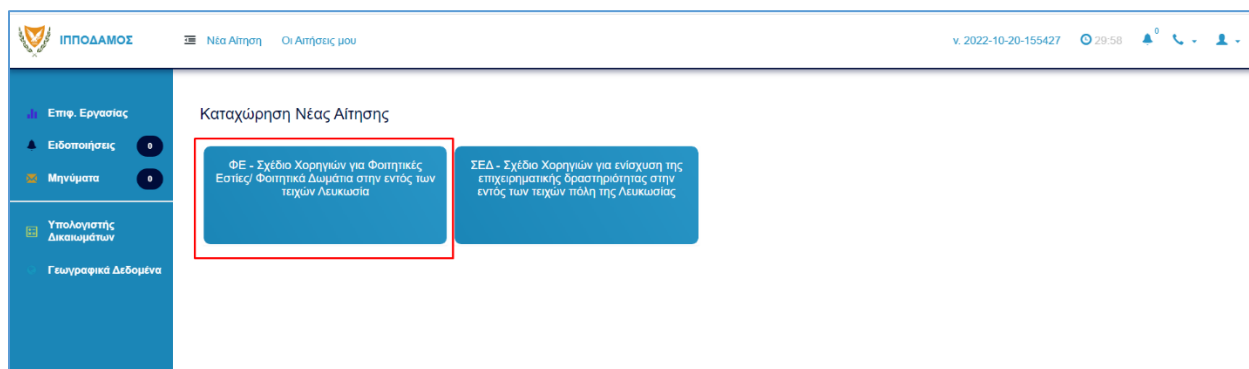 ΙΠΠΟΔΑΜΟΣ
Νέα Αίτηση Οι Αιτήσεις μου
v. 2022-10-20-155427 29:58 0
Επιφ. Εργασίας
Ειδοποιήσεις 0
Μηνύματα 0
Υπολογιστής
Δικαιωμάτων
Γεωγραφικά Δεδομένα
Καταχώρηση Νέας Αίτησης
ΦΕ - Σχέδιο Χορηγιών για Φοιτητικές
Εστίες/ Φοιτητικά Δωμάτια στην εντός των
τειχών Λευκωσία
ΣΕΔ - Σχέδιο Χορηγιών για ενίσχυση της
επιχειρηματικής δραστηριότητας στην
εντός των τειχών πόλη της Λευκωσίας